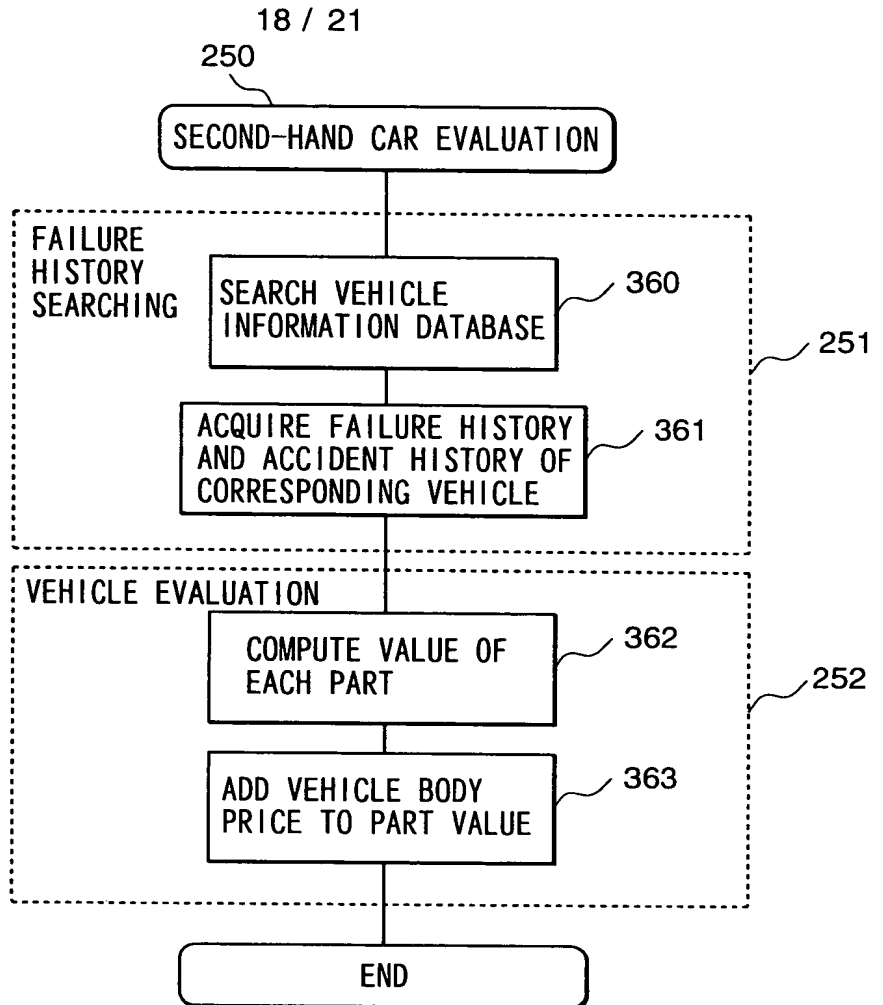 18 / 21
250
SECOND-HAND CAR EVALUATION
FAILURE
HISTORY
SEARCHING
SEARCH VEHICLE
INFORMATION DATABASE
360
251
ACQUIRE FAILURE HISTORY
AND ACCIDENT HISTORY OF
CORRESPONDING VEHICLE
361
VEHICLE EVALUATION
COMPUTE VALUE OF
EACH PART
362
252
ADD VEHICLE BODY
PRICE TO PART VALUE
363
END